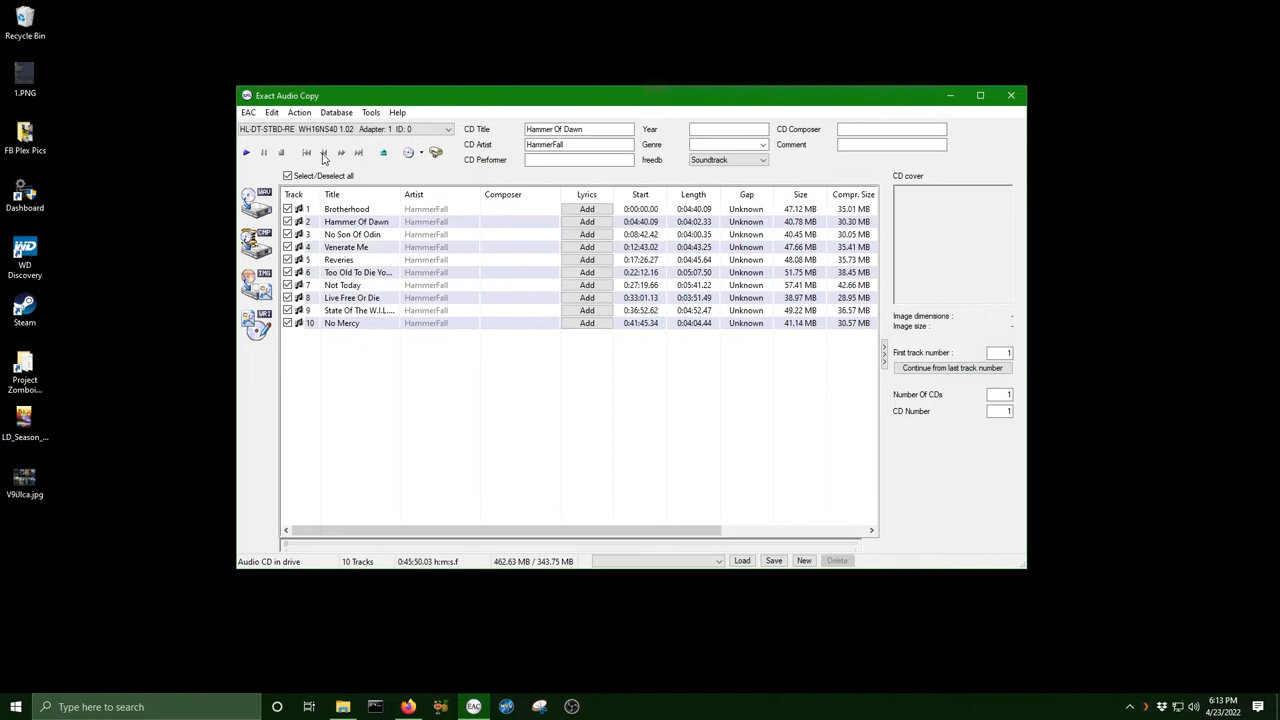 Recycle Bin
1.PNG
FB Plex Pics
Dashboard
WD
WD
Discovery
Steam
Project
Zomboi...
LD_Season_...
V9iJlca.jpg
EAC Exact Audio Copy
EAC Edit Action Database Tools Help
HL-DT-STBD-RE WH16NS40 1.02 Adapter: 1 ID: 0
CD Title Hammer Of Dawn Year CD Composer
CD Artist HammerFall Genre Comment
CD Performer freedb Soundtrack
Select/Deselect all
CD cover
WAV
CMP
IMG
WRI
Track Title Artist Composer Lyrics Start Length Gap Size Compr. Size
1 Brotherhood HammerFall Add 0:00:00.00 0:04:40.09 Unknown 47.12 MB 35.01 MB
2 Hammer Of Dawn HammerFall Add 0:04:40.09 0:04:02.33 Unknown 40.78 MB 30.30 MB
3 No Son Of Odin HammerFall Add 0:08:42.42 0:04:00.35 Unknown 40.45 MB 30.05 MB
4 Venerate Me HammerFall Add 0:12:43.02 0:04:43.25 Unknown 47.66 MB 35.41 MB
5 Reveries HammerFall Add 0:17:26.27 0:04:45.64 Unknown 48.08 MB 35.73 MB
6 Too Old To Die Yo... HammerFall Add 0:22:12.16 0:05:07.50 Unknown 51.75 MB 38.45 MB
7 Not Today HammerFall Add 0:27:19.66 0:05:41.22 Unknown 57.41 MB 42.66 MB
8 Live Free Or Die HammerFall Add 0:33:01.13 0:03:51.49 Unknown 38.97 MB 28.95 MB
9 State Of The W.I.L.... HammerFall Add 0:36:52.62 0:04:52.47 Unknown 49.22 MB 36.57 MB
10 No Mercy HammerFall Add 0:41:45.34 0:04:04.44 Unknown 41.14 MB 30.57 MB
Image dimensions : -
Image size : -
First track number : 1
Continue from last track number
Number Of CDs 1
CD Number 1
Audio CD in drive 10 Tracks 0:45:50.03 h:m:s.f 462.63 MB / 343.75 MB Load Save New Delete
Type here to search
EAC
6:13 PM
4/23/2022